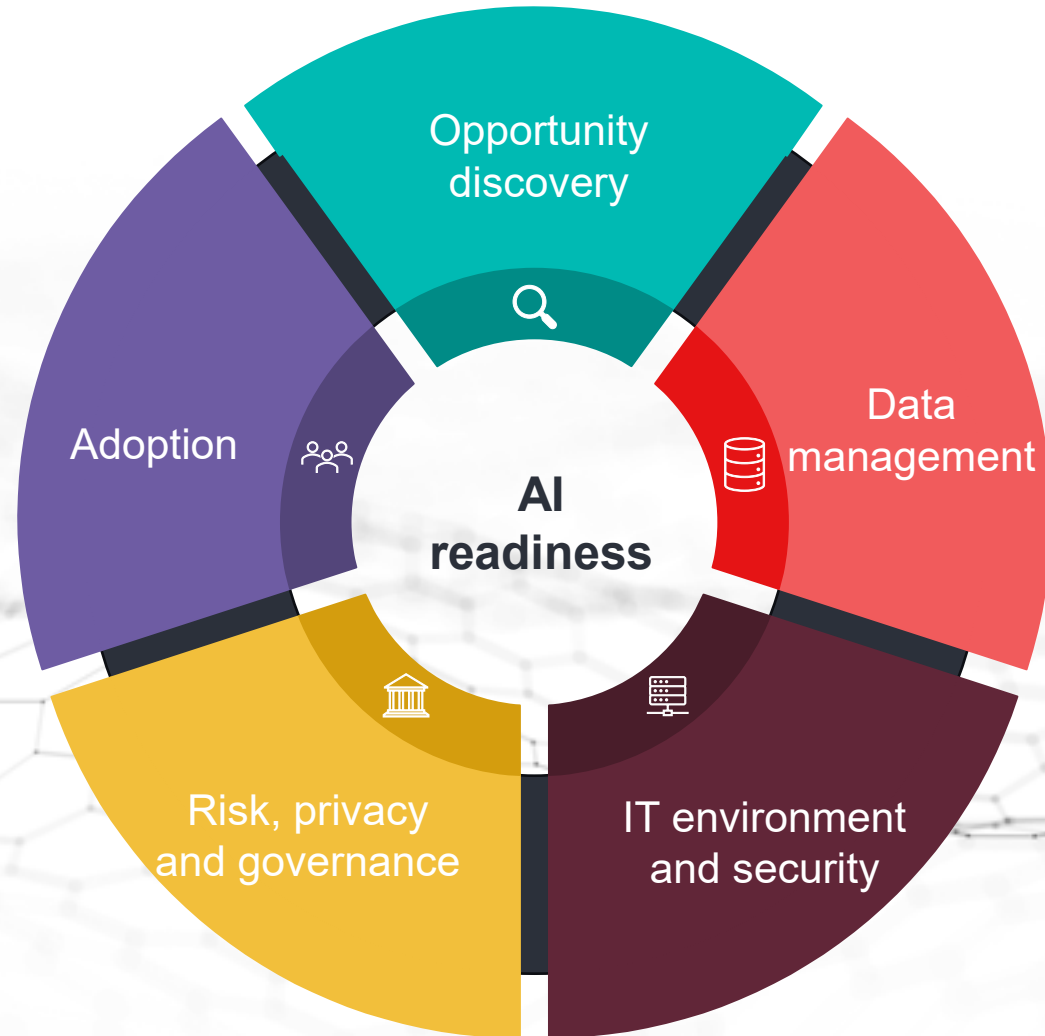 Opportunity
discovery
Data
management
IT environment
and security
Risk, privacy
and governance
Adoption
AI
readiness